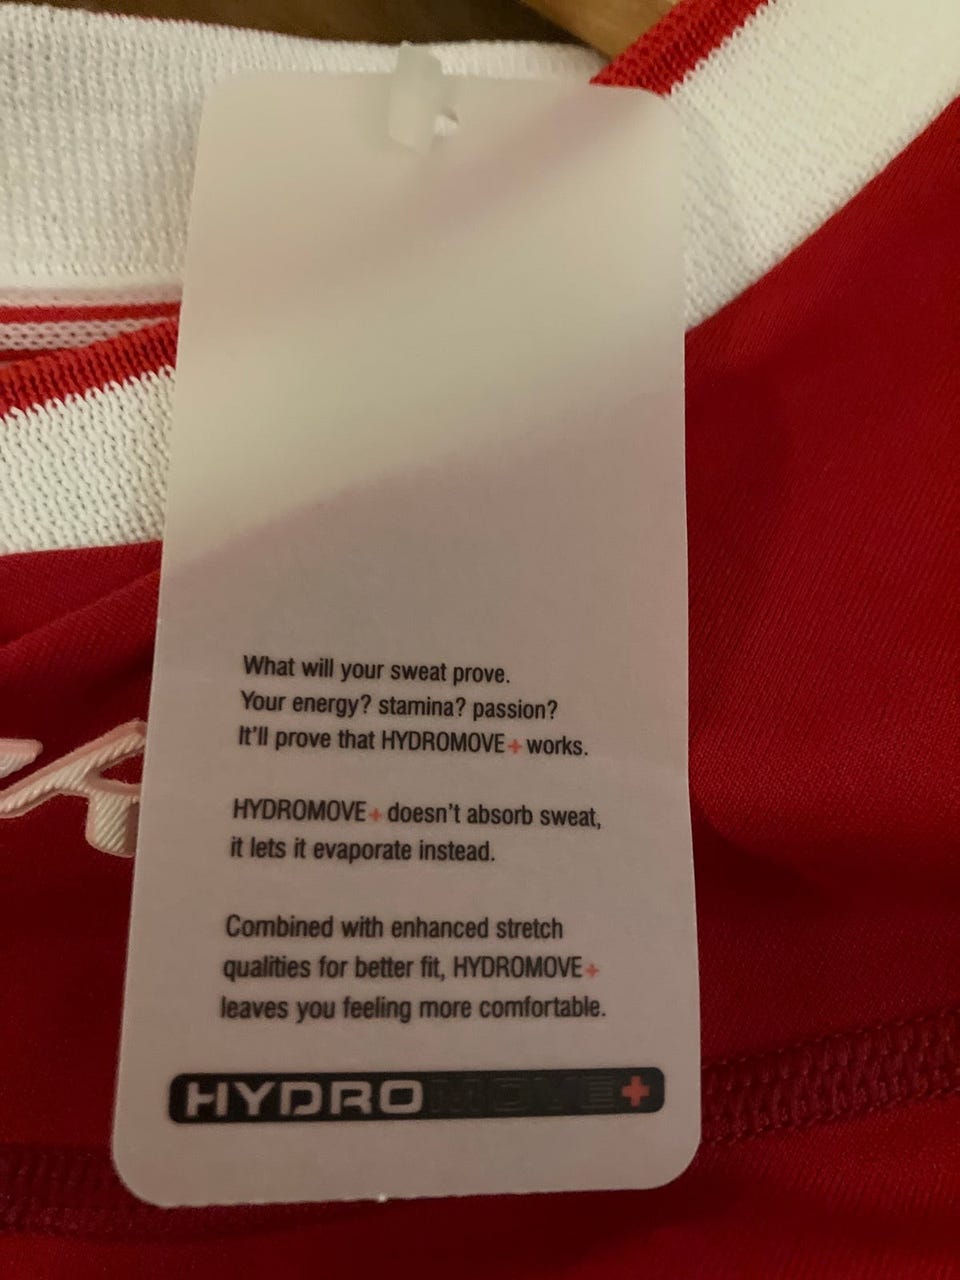 What will your sweat prove.
Your energy? stamina? passion?
It'll prove that HYDROMOVE+ works.
HYDROMOVE+ doesn't absorb sweat,
it lets it evaporate instead.
Combined with enhanced stretch
qualities for better fit, HYDROMOVE+
leaves you feeling more comfortable.
HYDROMOVE+